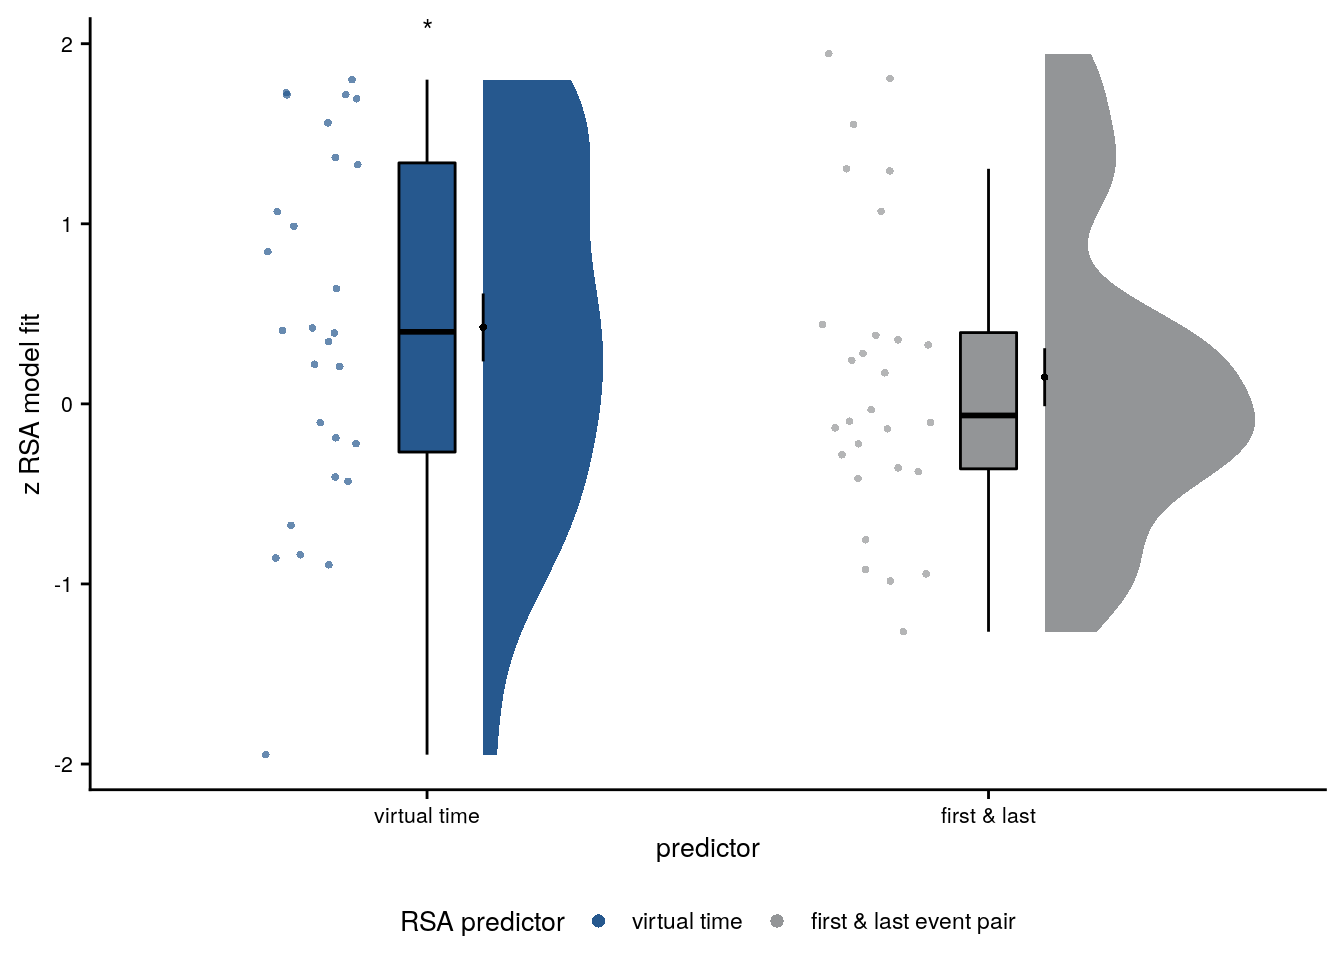 *
2
1
0
-1
-2
z RSA model fit
virtual time
first & last
predictor
RSA predictor virtual time first & last event pair